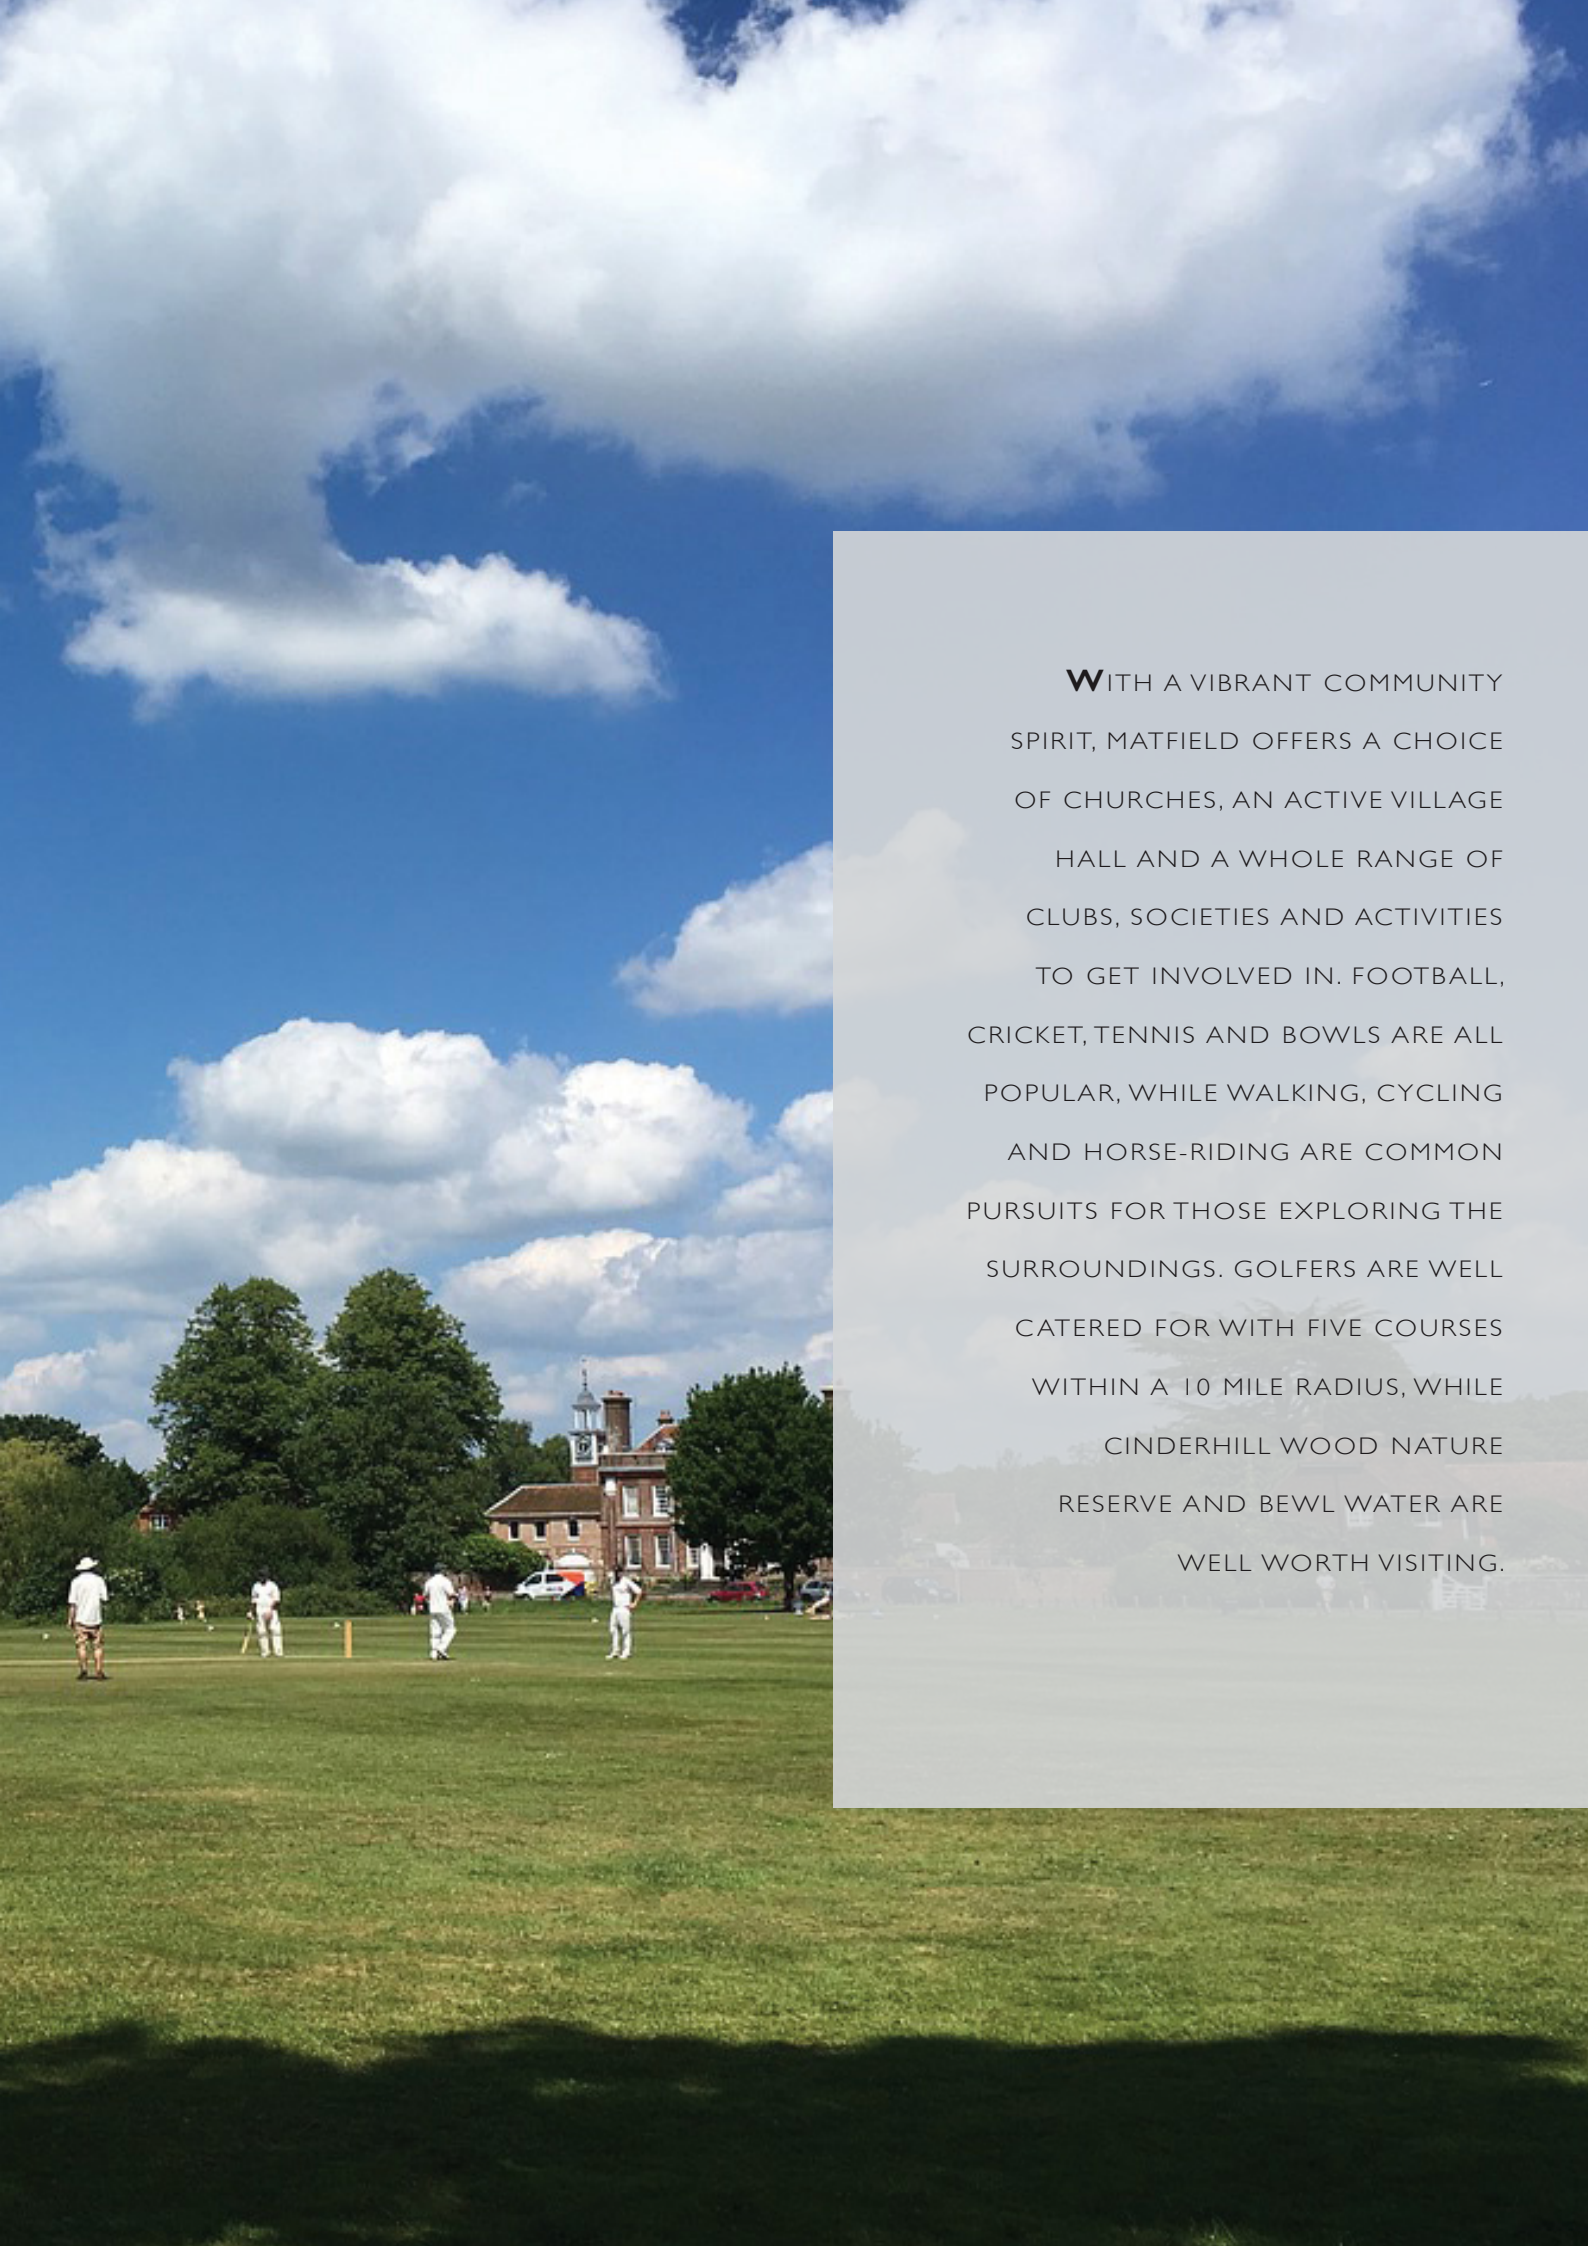 WITH A VIBRANT COMMUNITY
SPIRIT, MATFIELD OFFERS A CHOICE
OF CHURCHES, AN ACTIVE VILLAGE
HALL AND A WHOLE RANGE OF
CLUBS, SOCIETIES AND ACTIVITIES
TO GET INVOLVED IN. FOOTBALL,
CRICKET, TENNIS AND BOWLS ARE ALL
POPULAR, WHILE WALKING, CYCLING
AND HORSE-RIDING ARE COMMON
PURSUITS FOR THOSE EXPLORING THE
SURROUNDINGS. GOLFERS ARE WELL
CATERED FOR WITH FIVE COURSES
WITHIN A 10 MILE RADIUS, WHILE
CINDERHILL WOOD NATURE
RESERVE AND BEWL WATER ARE
WELL WORTH VISITING.